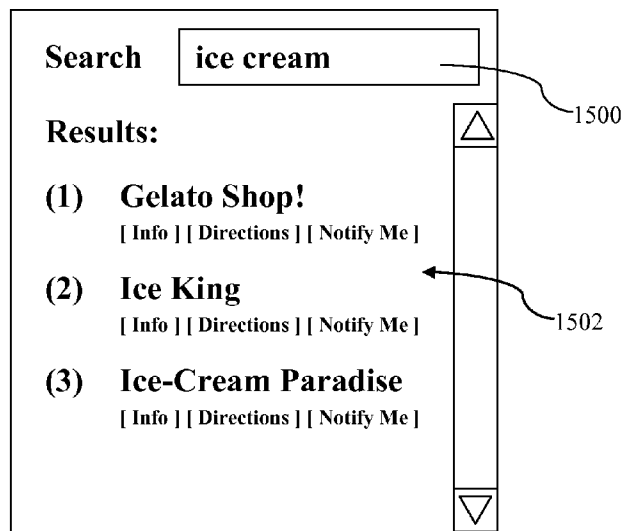 Search ice cream
1500
Results:
(1) Gelato Shop!
[ Info ] [ Directions ] [ Notify Me ]
(2) Ice King
[ Info ] [ Directions ] [ Notify Me ]
1502
(3) Ice-Cream Paradise
[ Info ] [ Directions ] [ Notify Me ]